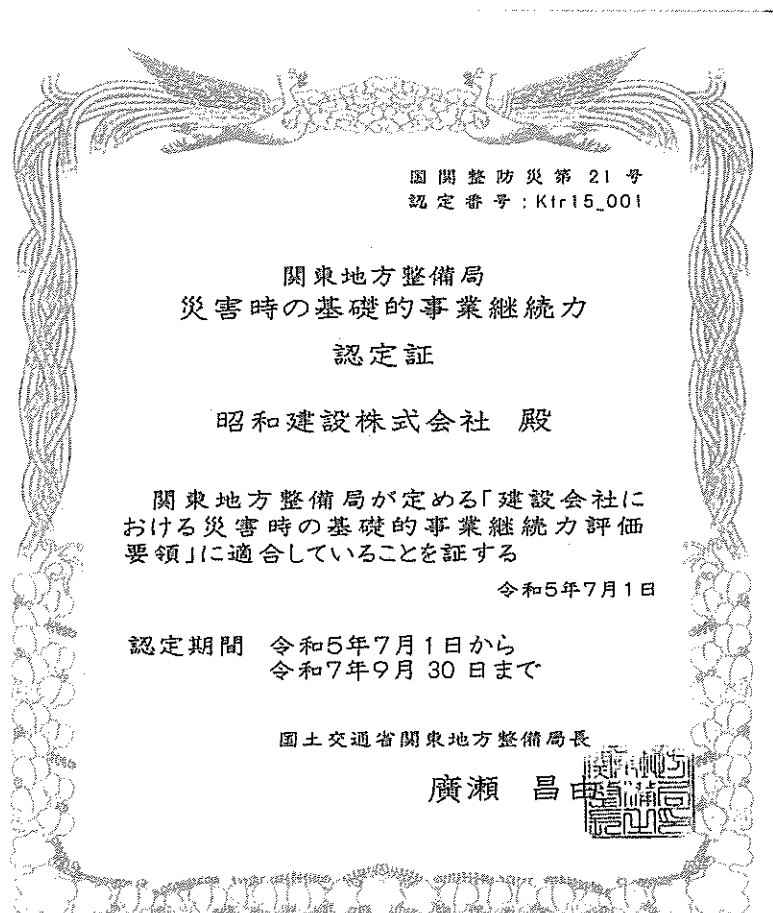 国関整防災第 21 号
認定番号:Ktr15_001
関東地方整備局
災害時の基礎的事業継続力
認定証
昭和建設株式会社 殿
関東地方整備局が定める「建設会社に
おける災害時の基礎的事業継続力評価
要領」に適合していることを証する
令和5年7月1日
認定期間 令和5年7月1日から
令和7年9月 30 日まで
国土交通省関東地方整備局長
廣瀬 昌由